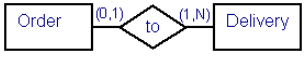 Order (0,1) to (1,N) Delivery